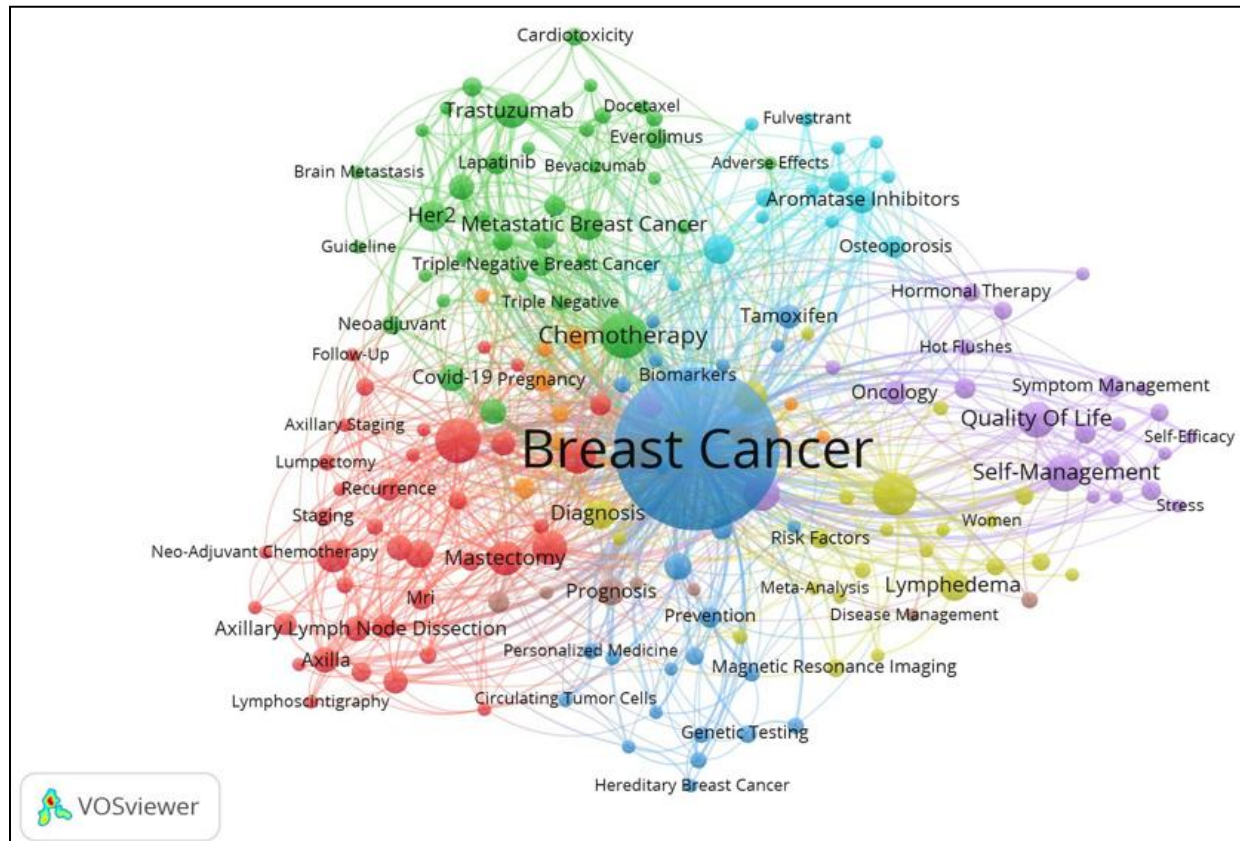 Cardiotoxicity
Trastuzumab
Docetaxel
Fulvestrant
Everolimus
Lapatinib
Bevacizumab
Adverse Effects
Brain Metastasis
Aromatase Inhibitors
Her2
Metastatic Breast Cancer
Guideline
Osteoporosis
Triple-Negative Breast Cancer
Hormonal Therapy
Triple Negative
Tamoxifen
Neoadjuvant
Chemotherapy
Hot Flushes
Follow-Up
Covid-19
Pregnancy
Biomarkers
Symptom Management
Oncology
Quality Of Life
Axillary Staging
Self-Efficacy
Breast Cancer
Lumpectomy
Self-Management
Recurrence
Stress
Staging
Diagnosis
Women
Risk Factors
Neo-Adjuvant Chemotherapy
Mastectomy
Lymphedema
Meta-Analysis
Prognosis
Mri
Disease Management
Prevention
Axillary Lymph Node Dissection
Personalized Medicine
Axilla
Magnetic Resonance Imaging
Circulating Tumor Cells
Lymphoscintigraphy
Genetic Testing
Hereditary Breast Cancer
VOSviewer